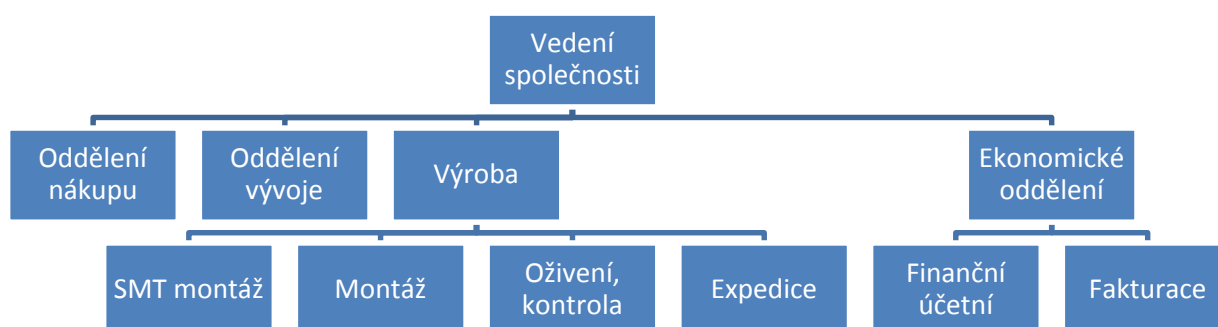 Vedení
společnosti
Oddělení
nákupu
Oddělení
vývoje
Výroba
Ekonomické
oddělení
SMT montáž
Montáž
Oživení,
kontrola
Expedice
Finanční
účetní
Fakturace